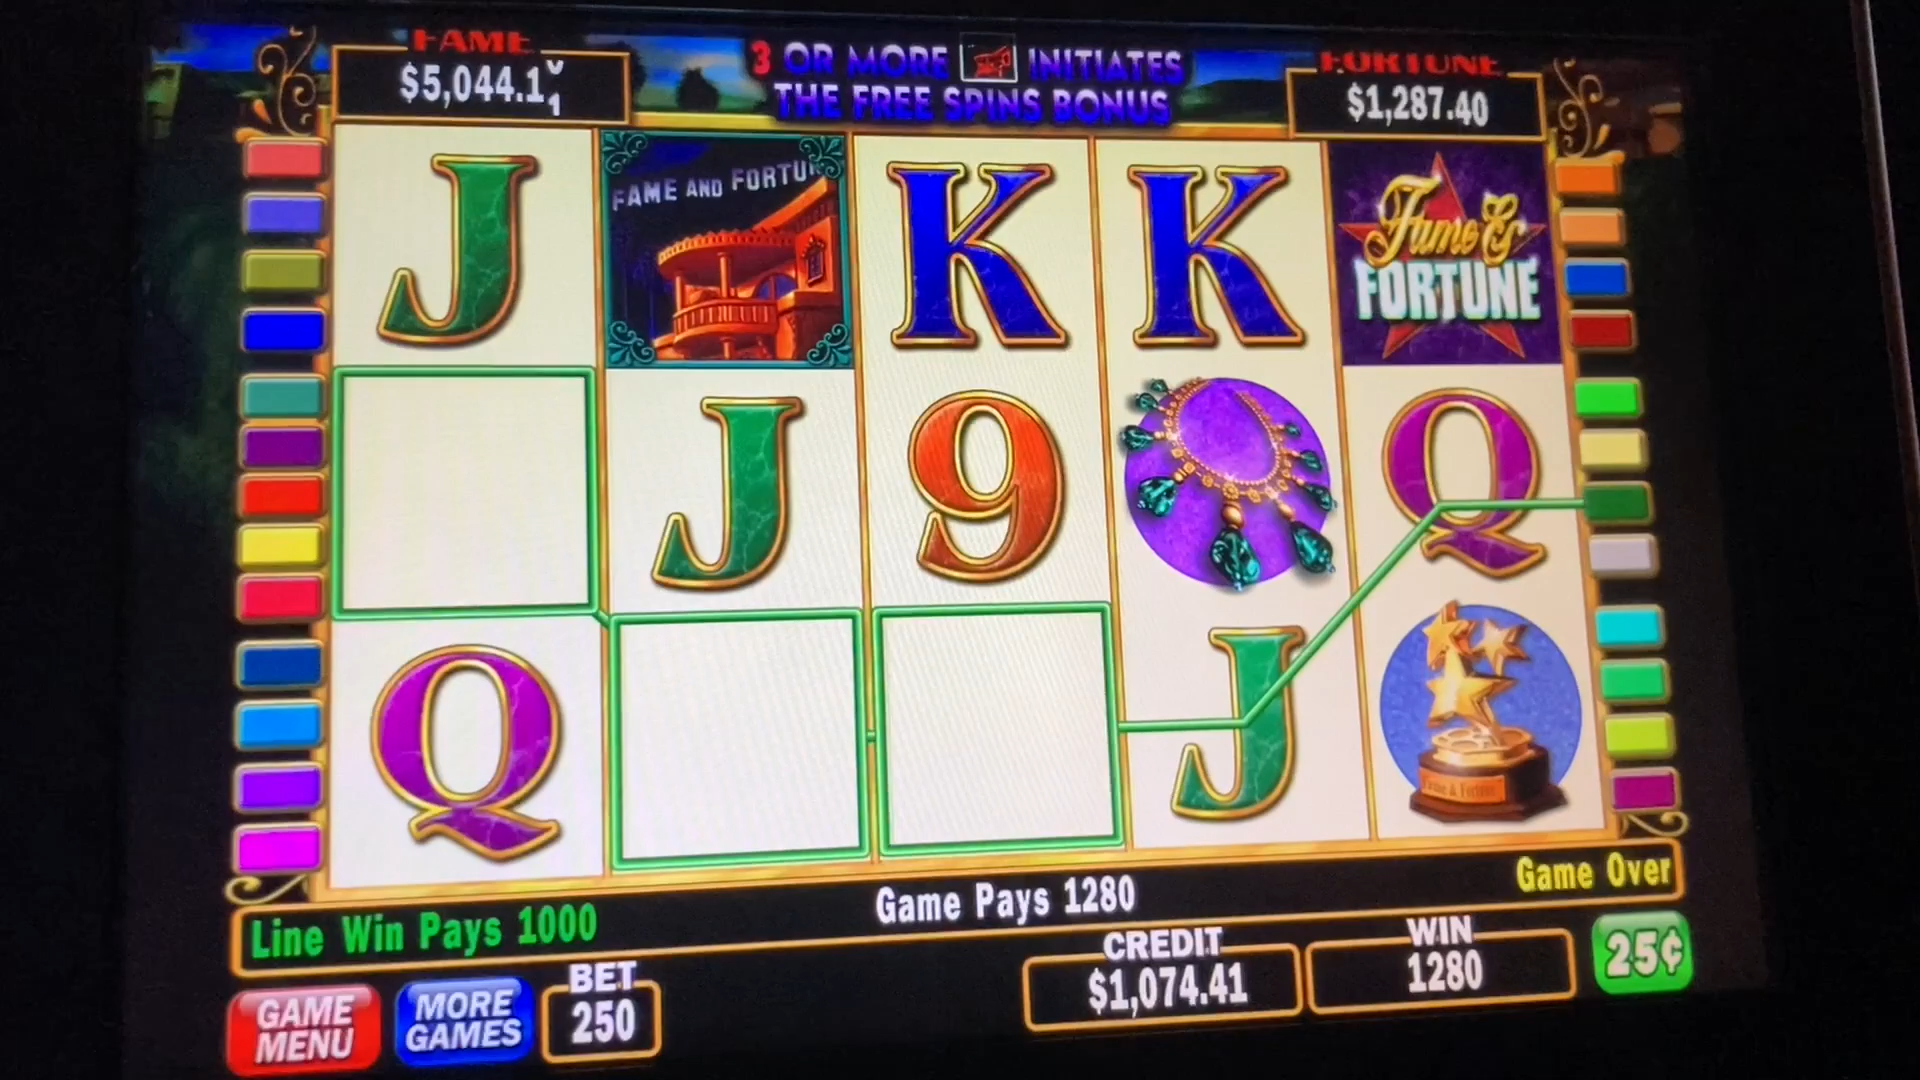 FAME
$5,044.1
3 OR MORE INITIATES
THE FREE SPINS BONUS
FORTUNE
$1,287.40
J
FAME AND FORTU
K
K
Fame &
FORTUNE
J
9
Q
Q
J
Fame & Fortune
Line Win Pays 1000
Game Pays 1280
Game Over
GAME
MENU
MORE
GAMES
BET
250
CREDIT
$1,074.41
WIN
1280
25¢